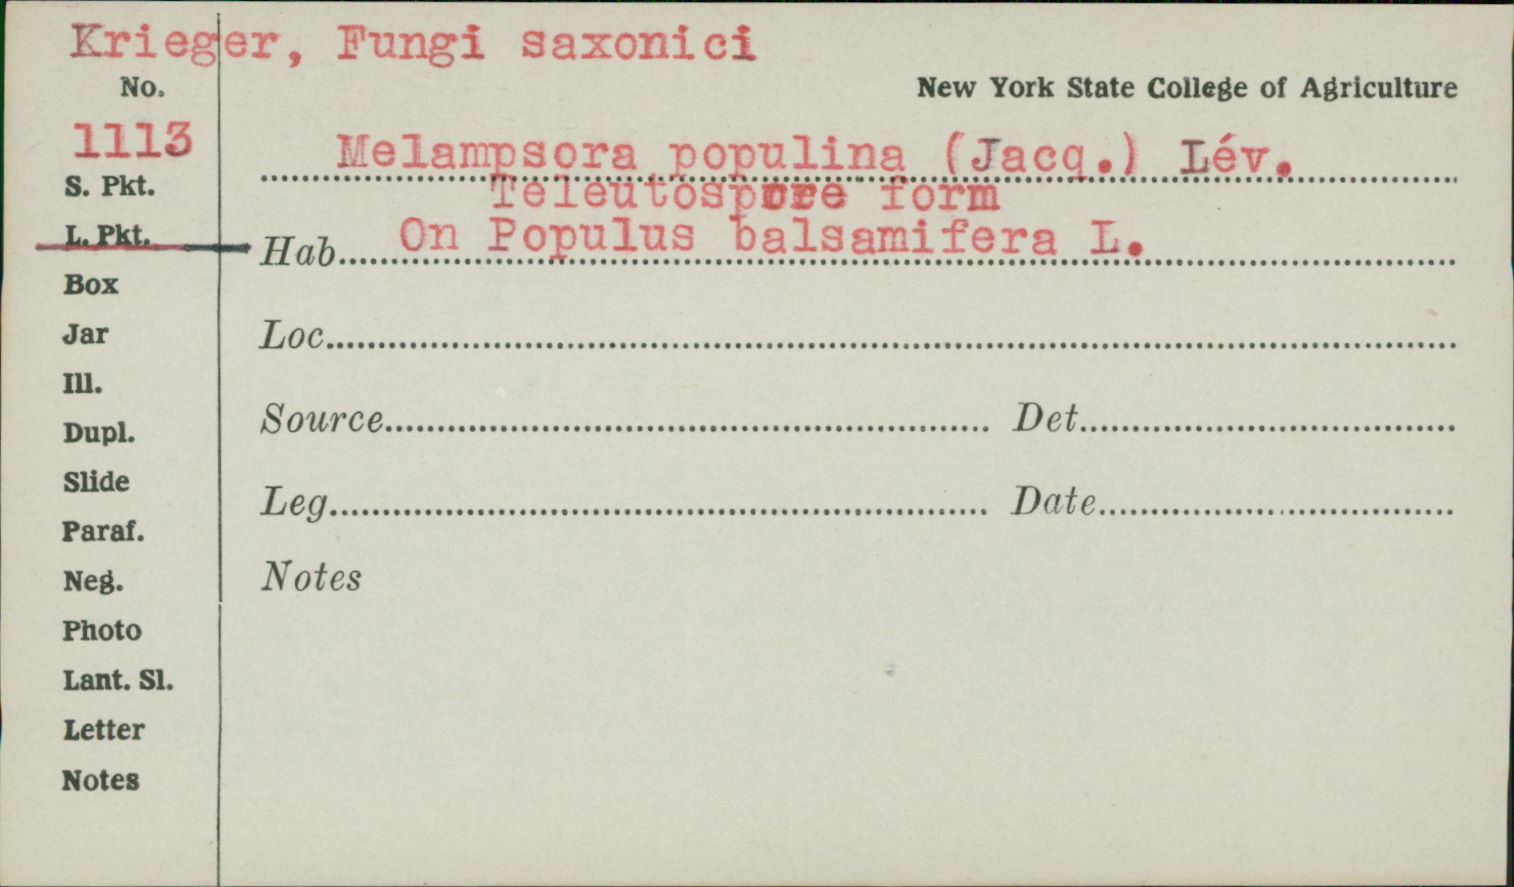 Krieger, Fungi saxonici
No.
New York State College of Agriculture
1113
Melampsora populina (Jacq.) Lév.
S. Pkt.
Teleutospore form
L. Pkt.
Hab. On Populus balsamifera L.
Box
Jar
Loc.
Ill.
Dupl.
Source Det.
Slide
Leg. Date
Paraf.
Neg.
Notes
Photo
Lant. Sl.
Letter
Notes